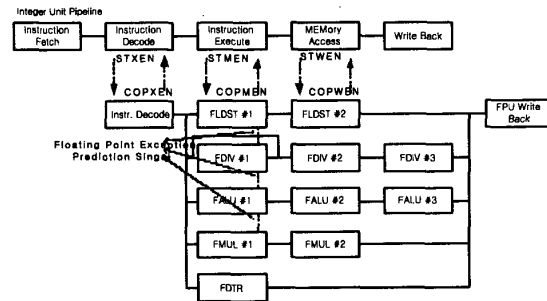 Integer Unit Pipeline
Instruction Fetch
Instruction Decode
Instruction Execute
MEMory Access
Write Back
STXEN
STMEN
STWEN
COPXEN
COPMEN
COPWEN
Instr. Decode
FLDST #1
FLDST #2
FPU Write Back
Floating Point Exception
Prediction Singal
FDIV #1
FDIV #2
FDIV #3
FALU #1
FALU #2
FALU #3
FMUL #1
FMUL #2
FDTR